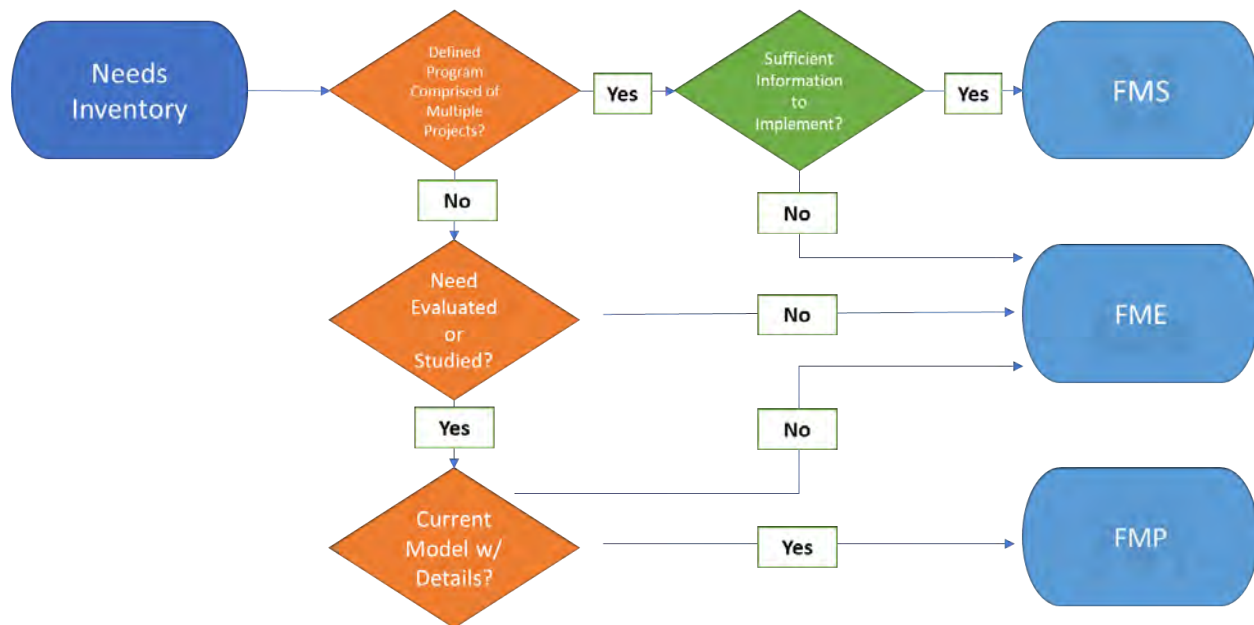 Needs
Inventory
Defined
Program
Comprised of
Multiple
Projects?
Yes
Sufficient
Information
to
Implement?
Yes
FMS
No
No
Need
Evaluated
or
Studied?
No
FME
Yes
No
Current
Model w/
Details?
Yes
FMP